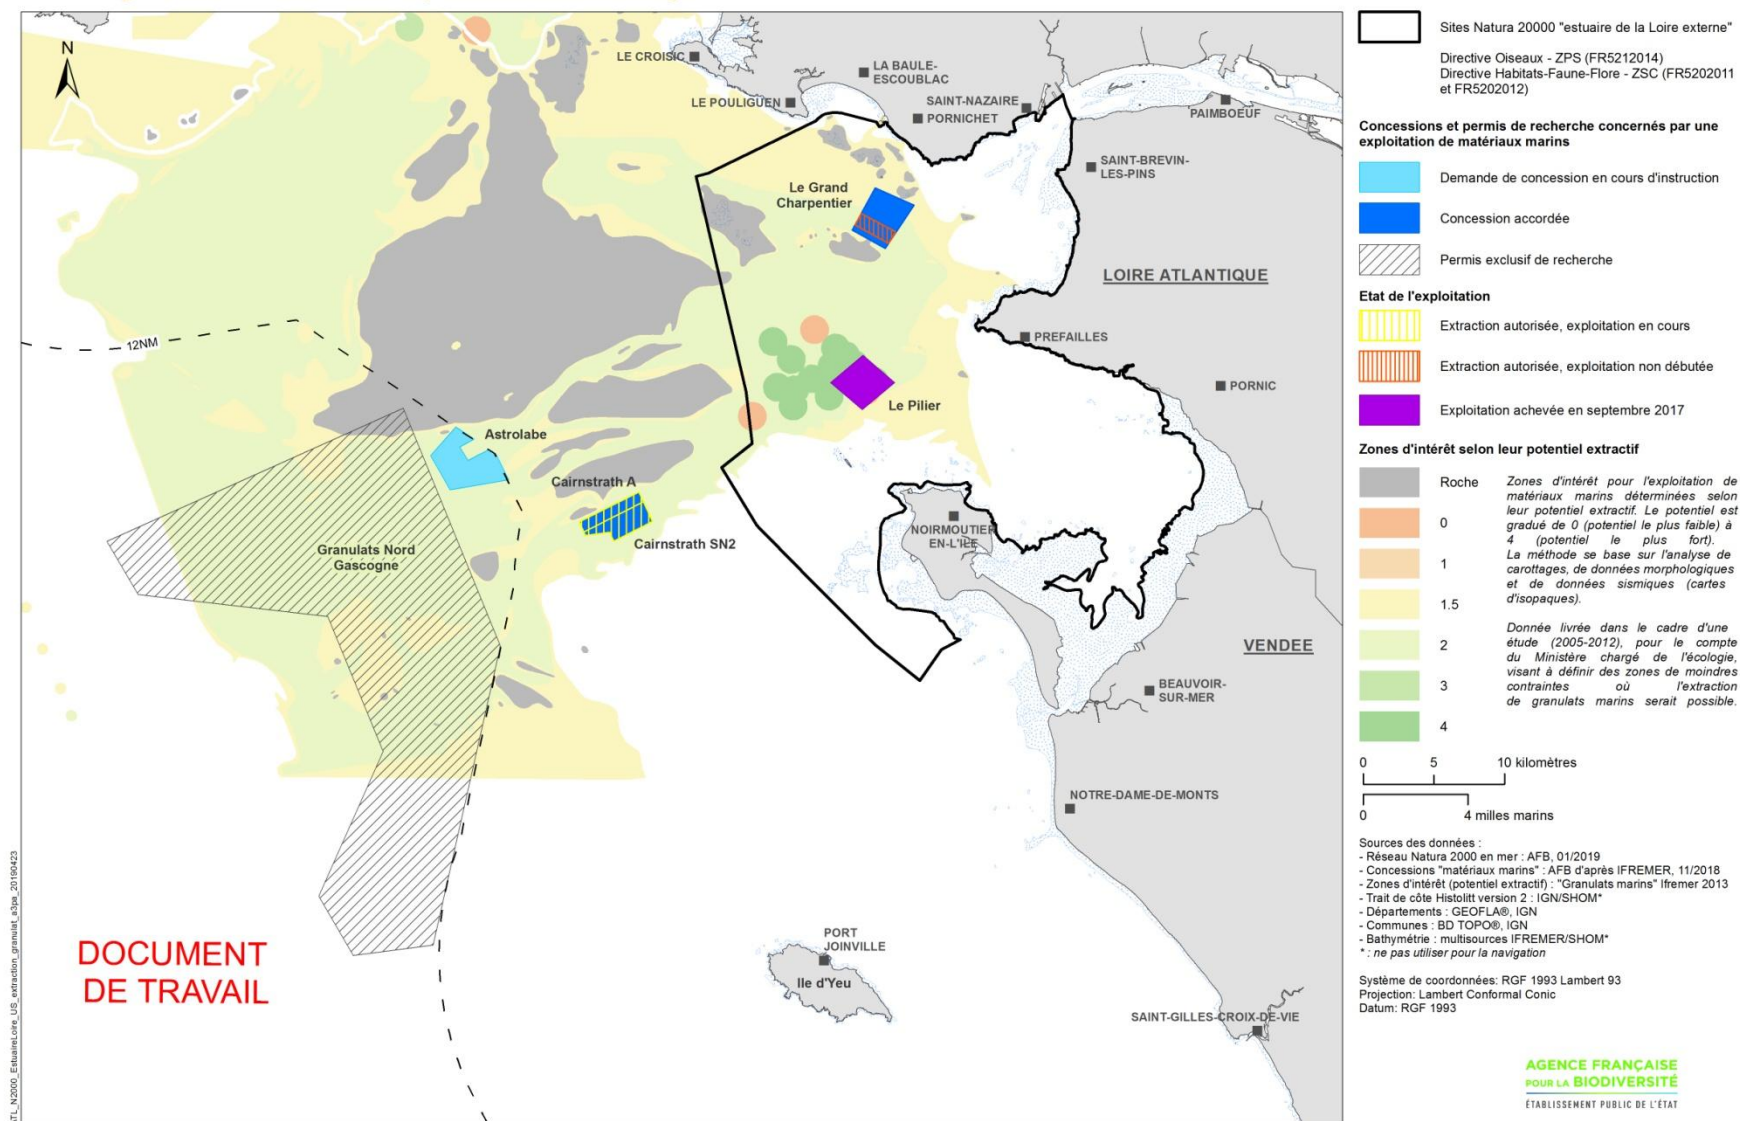 N
LE CROISIC
LA BAULE-
ESCOUBLAC
LE POULIGUEN
SAINT-NAZAIRE
PORNICHET
PAIMBOEUF
SAINT-BREVIN-
LES-PINS
Le Grand
Charpentier
LOIRE ATLANTIQUE
12NM
PREFAILLES
PORNIC
Le Pilier
Astrolabe
Cairnstrath A
NOIRMOUTIER
EN-L'ILE
Cairnstrath SN2
Granulats Nord
Gascogne
VENDEE
BEAUVOIR-
SUR-MER
NOTRE-DAME-DE-MONTS
PORT
JOINVILLE
Ile d'Yeu
SAINT-GILLES-CROIX-DE-VIE
DOCUMENT
DE TRAVAIL
ATL_N2000_EstuaireLoire_US_extraction_granulat_a3pa_20190423
Sites Natura 20000 "estuaire de la Loire externe"
Directive Oiseaux - ZPS (FR5212014)
Directive Habitats-Faune-Flore - ZSC (FR5202011
et FR5202012)
Concessions et permis de recherche concernés par une
exploitation de matériaux marins
Demande de concession en cours d'instruction
Concession accordée
Permis exclusif de recherche
Etat de l'exploitation
Extraction autorisée, exploitation en cours
Extraction autorisée, exploitation non débutée
Exploitation achevée en septembre 2017
Zones d'intérêt selon leur potentiel extractif
Roche
0
1
1.5
2
3
4
Zones d'intérêt pour l'exploitation de
matériaux marins déterminées selon
leur potentiel extractif. Le potentiel est
gradué de 0 (potentiel le plus faible) à
4 (potentiel le plus fort).
La méthode se base sur l'analyse de
carottages, de données morphologiques
et de données sismiques (cartes
d'isopaques).
Donnée livrée dans le cadre d'une
étude (2005-2012), pour le compte
du Ministère chargé de l'écologie,
visant à définir des zones de moindres
contraintes où l'extraction
de granulats marins serait possible.
0 5 10 kilomètres
0 4 milles marins
Sources des données :
- Réseau Natura 2000 en mer : AFB, 01/2019
- Concessions "matériaux marins" : AFB d'après IFREMER, 11/2018
- Zones d'intérêt (potentiel extractif) : "Granulats marins" Ifremer 2013
- Trait de côte Histolitt version 2 : IGN/SHOM*
- Départements : GEOFLA®, IGN
- Communes : BD TOPO®, IGN
- Bathymétrie : multisources IFREMER/SHOM*
* : ne pas utiliser pour la navigation
Système de coordonnées: RGF 1993 Lambert 93
Projection: Lambert Conformal Conic
Datum: RGF 1993
AGENCE FRANÇAISE
POUR LA BIODIVERSITÉ
ÉTABLISSEMENT PUBLIC DE L'ÉTAT